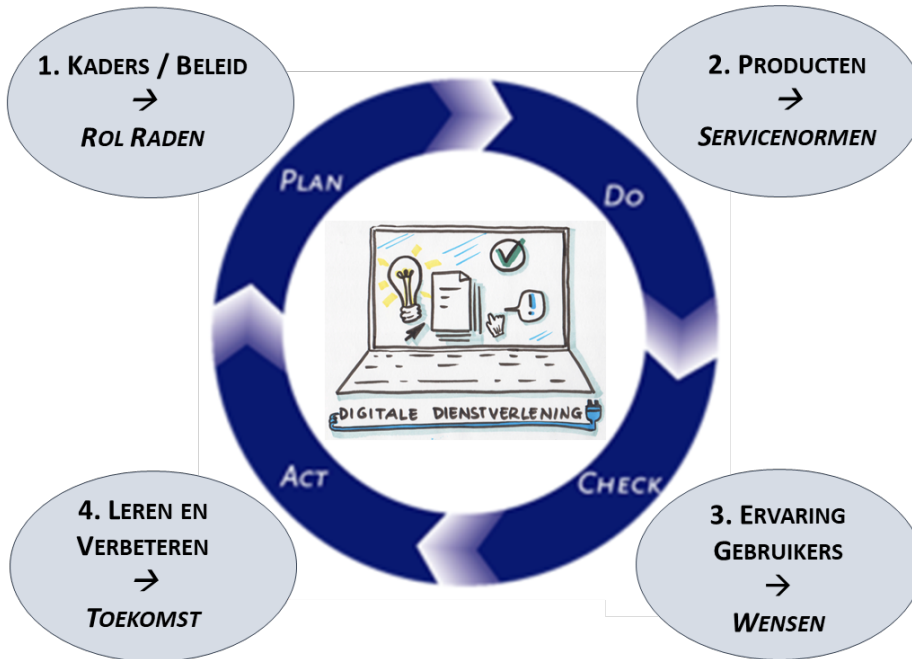 1. KADERS / BELEID
→
ROL RADEN
2. PRODUCTEN
→
SERVICENORMEN
PLAN
DO
DIGITALE DIENSTVERLENING
ACT
CHECK
4. LEREN EN
VERBETEREN
→
TOEKOMST
3. ERVARING
GEBRUIKERS
→
WENSEN